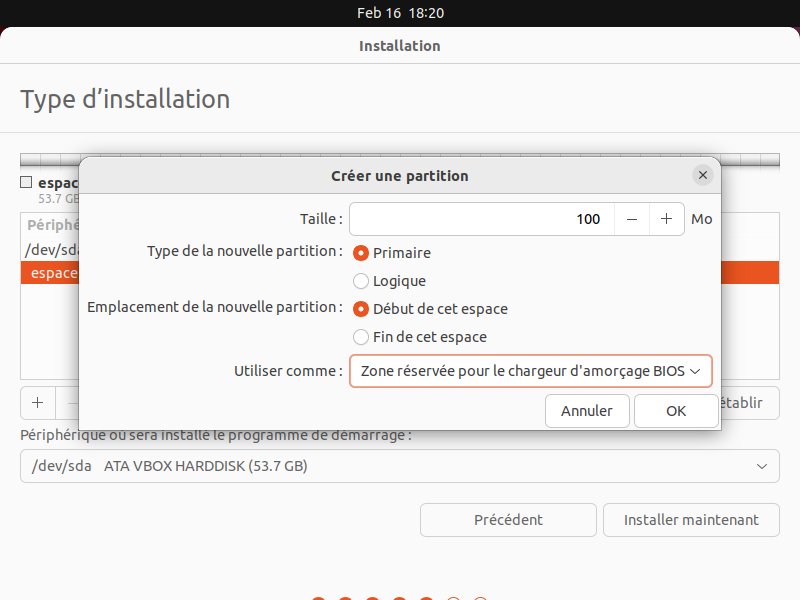 Feb 16 18:20
Installation
Type d’installation
Créer une partition
espac
53.7 GB
Taille : 100 Mo
Périphé
/dev/sda
espace
Type de la nouvelle partition : Primaire
Logique
Emplacement de la nouvelle partition : Début de cet espace
Fin de cet espace
Utiliser comme : Zone réservée pour le chargeur d'amorçage BIOS
+ – établir
Annuler OK
Périphérique où sera installé le programme de démarrage :
/dev/sda ATA VBOX HARDDISK (53.7 GB)
Précédent Installer maintenant